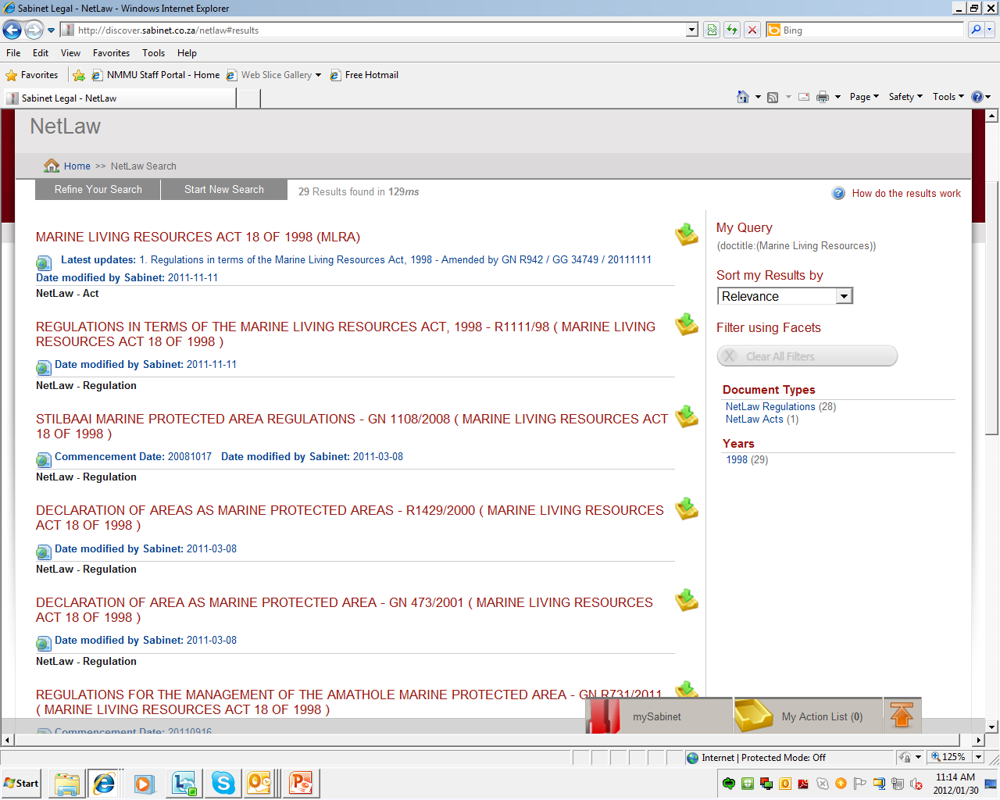 Sabinet Legal - NetLaw - Windows Internet Explorer
http://discover.sabinet.co.za/netlaw#results
Bing
File Edit View Favorites Tools Help
Favorites NMMU Staff Portal - Home Web Slice Gallery Free Hotmail
Sabinet Legal - NetLaw
Page Safety Tools
NetLaw
Home >> NetLaw Search
Refine Your Search Start New Search 29 Results found in 129ms
How do the results work
MARINE LIVING RESOURCES ACT 18 OF 1998 (MLRA)
Latest updates: 1. Regulations in terms of the Marine Living Resources Act, 1998 - Amended by GN R942 / GG 34749 / 20111111
Date modified by Sabinet: 2011-11-11
NetLaw - Act
REGULATIONS IN TERMS OF THE MARINE LIVING RESOURCES ACT, 1998 - R1111/98 ( MARINE LIVING
RESOURCES ACT 18 OF 1998 )
Date modified by Sabinet: 2011-11-11
NetLaw - Regulation
STILBAAI MARINE PROTECTED AREA REGULATIONS - GN 1108/2008 ( MARINE LIVING RESOURCES ACT
18 OF 1998 )
Commencement Date: 20081017 Date modified by Sabinet: 2011-03-08
NetLaw - Regulation
DECLARATION OF AREAS AS MARINE PROTECTED AREAS - R1429/2000 ( MARINE LIVING RESOURCES
ACT 18 OF 1998 )
Date modified by Sabinet: 2011-03-08
NetLaw - Regulation
DECLARATION OF AREA AS MARINE PROTECTED AREA - GN 473/2001 ( MARINE LIVING RESOURCES
ACT 18 OF 1998 )
Date modified by Sabinet: 2011-03-08
NetLaw - Regulation
REGULATIONS FOR THE MANAGEMENT OF THE AMATHOLE MARINE PROTECTED AREA - GN R731/2011
( MARINE LIVING RESOURCES ACT 18 OF 1998 )
Commencement Date: 20110916
My Query
(doctitle:(Marine Living Resources))
Sort my Results by
Relevance
Filter using Facets
Clear All Filters
Document Types
NetLaw Regulations (28)
NetLaw Acts (1)
Years
1998 (29)
mySabinet My Action List (0)
Internet | Protected Mode: Off
125%
Start
11:14 AM
2012/01/30